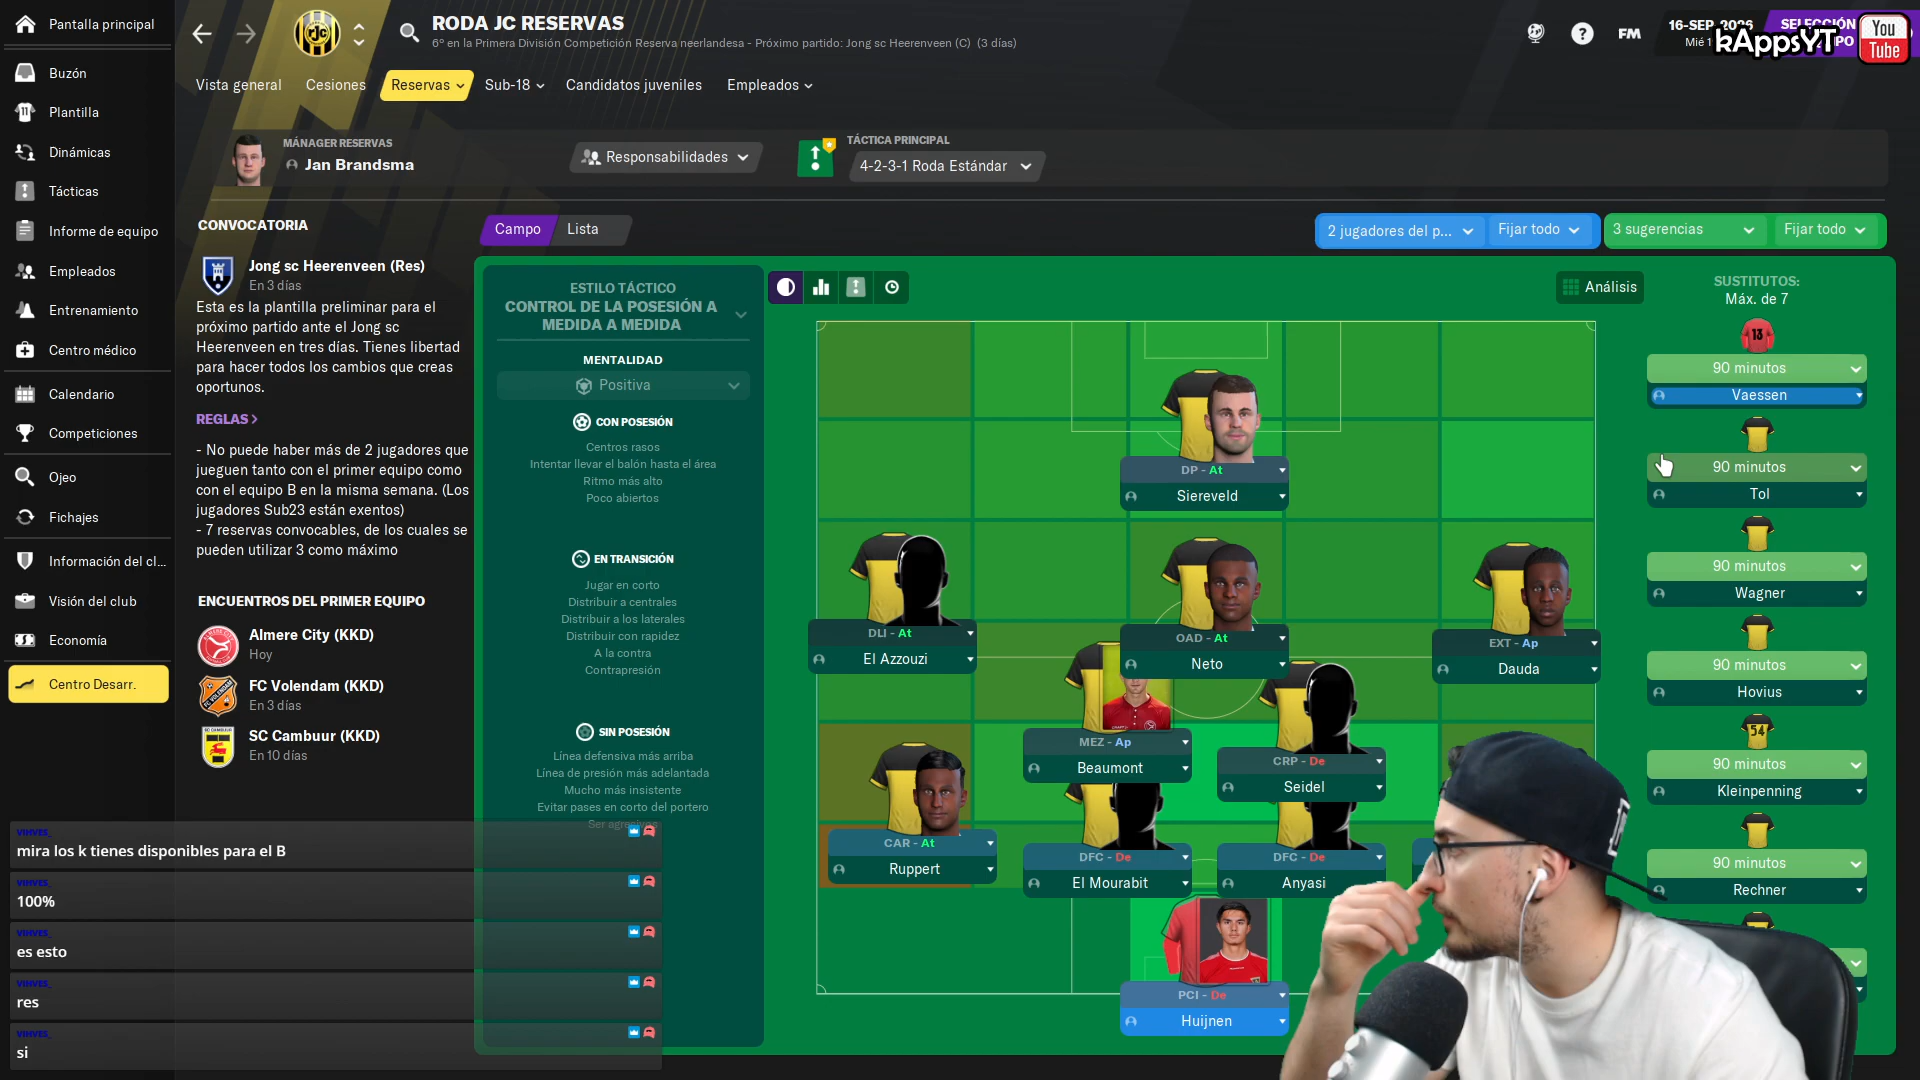 Pantalla principal
Buzón
Plantilla
Dinámicas
Tácticas
Informe de equipo
Empleados
Entrenamiento
Centro médico
Calendario
Competiciones
Ojeo
Fichajes
Información del cl...
Visión del club
Economía
Centro Desarr.
RODA JC RESERVAS
6º en la Primera División Competición Reserva neerlandesa - Próximo partido: Jong sc Heerenveen (C) (3 días)
FM
16-SEP. 2026
Mié
SELECCIÓN
kAppsYT
You
Tube
Vista general
Cesiones
Reservas
Sub-18
Candidatos juveniles
Empleados
MÁNAGER RESERVAS
Jan Brandsma
Responsabilidades
TÁCTICA PRINCIPAL
4-2-3-1 Roda Estándar
CONVOCATORIA
Jong sc Heerenveen (Res)
En 3 días
Esta es la plantilla preliminar para el
próximo partido ante el Jong sc
Heerenveen en tres días. Tienes libertad
para hacer todos los cambios que creas
oportunos.
REGLAS >
- No puede haber más de 2 jugadores que
jueguen tanto con el primer equipo como
con el equipo B en la misma semana. (Los
jugadores Sub23 están exentos)
- 7 reservas convocables, de los cuales se
pueden utilizar 3 como máximo
ENCUENTROS DEL PRIMER EQUIPO
Almere City (KKD)
Hoy
FC Volendam (KKD)
En 3 días
SC Cambuur (KKD)
En 10 días
VIHVES_
mira los k tienes disponibles para el B
VIHVES_
100%
VIHVES_
es esto
VIHVES_
res
VIHVES_
si
Campo
Lista
2 jugadores del p...
Fijar todo
3 sugerencias
Fijar todo
ESTILO TÁCTICO
CONTROL DE LA POSESIÓN A
MEDIDA A MEDIDA
MENTALIDAD
Positiva
CON POSESIÓN
Centros rasos
Intentar llevar el balón hasta el área
Ritmo más alto
Poco abiertos
EN TRANSICIÓN
Jugar en corto
Distribuir a centrales
Distribuir a los laterales
Distribuir con rapidez
A la contra
Contrapresión
SIN POSESIÓN
Línea defensiva más arriba
Línea de presión más adelantada
Mucho más insistente
Evitar pases en corto del portero
Análisis
DP - At
Siereveld
DLI - At
El Azzouzi
OAD - At
Neto
EXT - Ap
Dauda
MEZ - Ap
Beaumont
CRP - De
Seidel
CAR - At
Ruppert
DFC - De
El Mourabit
DFC - De
Anyasi
PCI - De
Huijnen
SUSTITUTOS:
Máx. de 7
13
90 minutos
Vaessen
90 minutos
Tol
90 minutos
Wagner
90 minutos
Hovius
54
90 minutos
Kleinpenning
90 minutos
Rechner